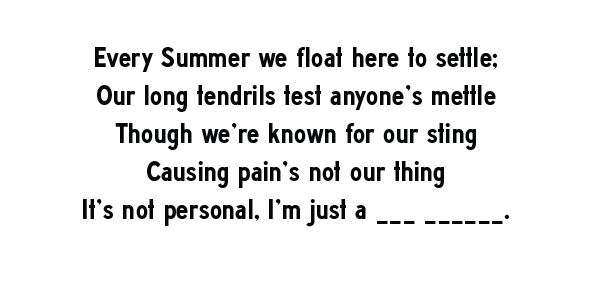 Every Summer we float here to settle;
Our long tendrils test anyone's mettle
Though we're known for our sting
Causing pain's not our thing
It's not personal, I'm just a ___ ______.